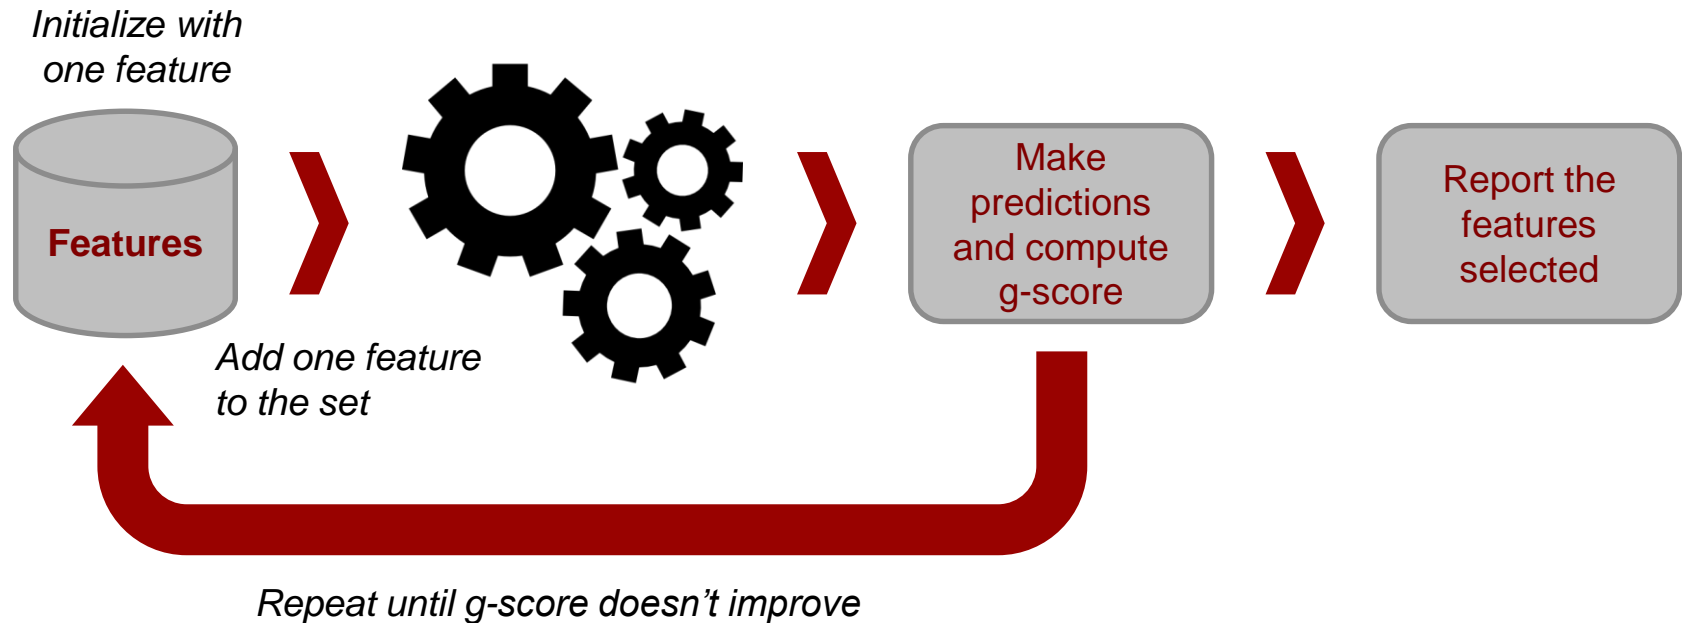 Initialize with
one feature
Features
Add one feature
to the set
Make
predictions
and compute
g-score
Report the
features
selected
Repeat until g-score doesn't improve